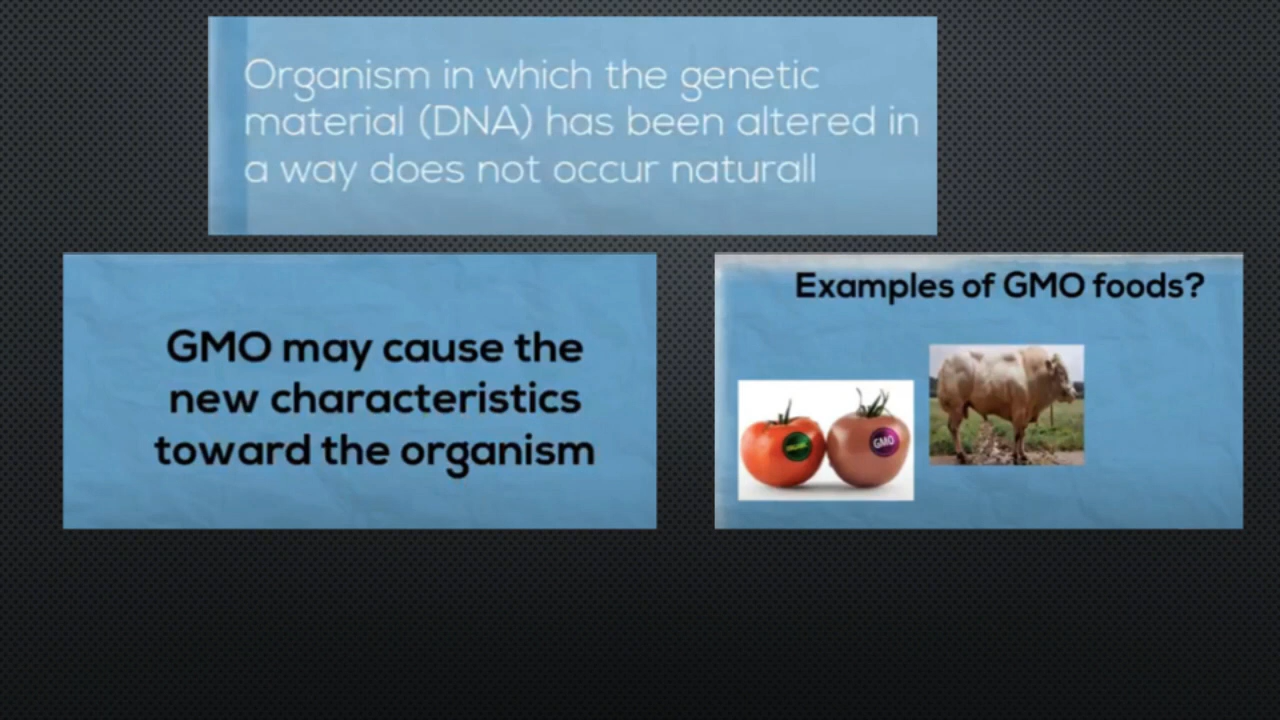 Organism in which the genetic
material (DNA) has been altered in
a way does not occur naturall
GMO may cause the
new characteristics
toward the organism
Examples of GMO foods?
GMO